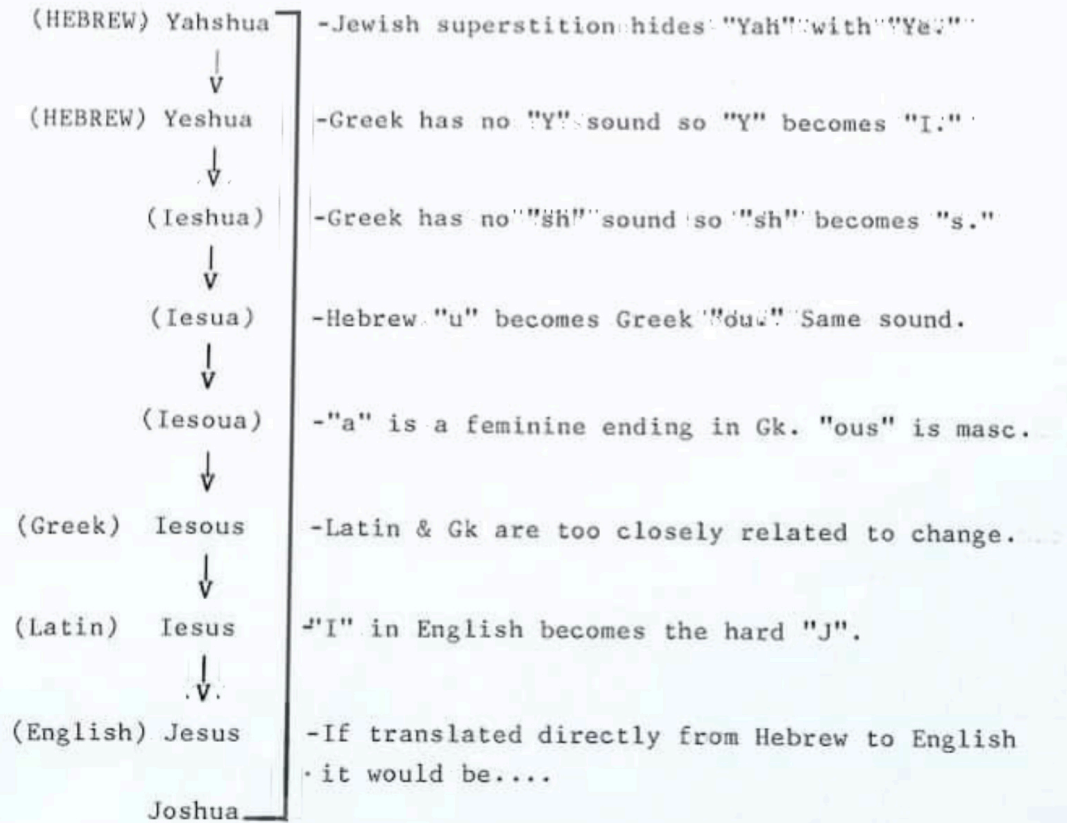 (HEBREW) Yahshua -Jewish superstition hides "Yah" with "Ye."
V
(HEBREW) Yeshua -Greek has no "Y" sound so "Y" becomes "I."
V
(Ieshua) -Greek has no "sh" sound so "sh" becomes "s."
V
(Iesua) -Hebrew "u" becomes Greek "ou." Same sound.
V
(Iesoua) -"a" is a feminine ending in Gk. "ous" is masc.
V
(Greek) Iesous -Latin & Gk are too closely related to change.
V
(Latin) Iesus -"I" in English becomes the hard "J".
V
(English) Jesus -If translated directly from Hebrew to English
it would be....
Joshua